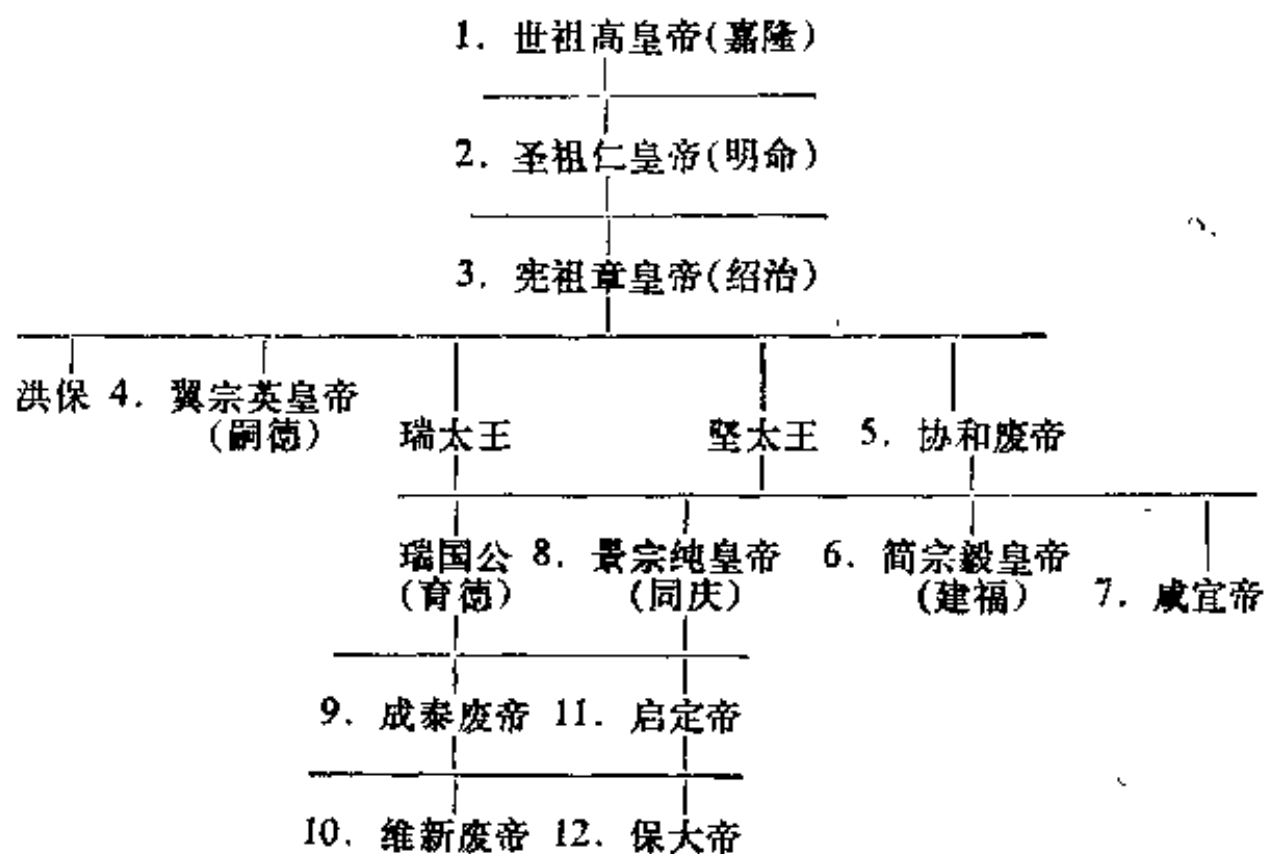 1. 世祖高皇帝(嘉隆)
2. 圣祖仁皇帝(明命)
3. 宪祖章皇帝(绍治)
洪保 4. 翼宗英皇帝
(嗣德)
瑞太王 坚太王 5. 协和废帝
瑞国公 8. 景宗纯皇帝 6. 简宗毅皇帝
(育德) (同庆) (建福) 7. 咸宜帝
9. 成泰废帝 11. 启定帝
10. 维新废帝 12. 保大帝